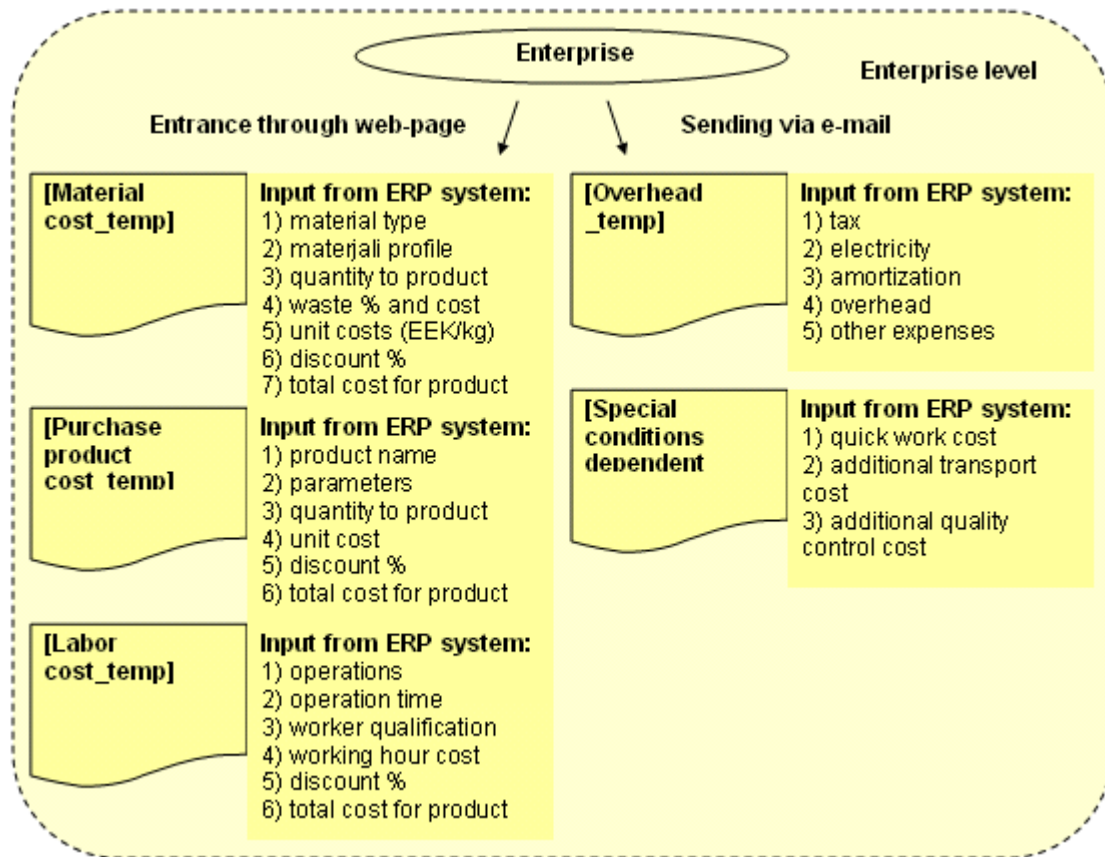 Enterprise
Enterprise level
Entrance through web-page
Sending via e-mail
[Material
cost_temp]
Input from ERP system:
1) material type
2) materjali profile
3) quantity to product
4) waste % and cost
5) unit costs (EEK/kg)
6) discount %
7) total cost for product
[Purchase
product
cost_temp]
Input from ERP system:
1) product name
2) parameters
3) quantity to product
4) unit cost
5) discount %
6) total cost for product
[Labor
cost_temp]
Input from ERP system:
1) operations
2) operation time
3) worker qualification
4) working hour cost
5) discount %
6) total cost for product
[Overhead
_temp]
Input from ERP system:
1) tax
2) electricity
3) amortization
4) overhead
5) other expenses
[Special
conditions
dependent
Input from ERP system:
1) quick work cost
2) additional transport
cost
3) additional quality
control cost